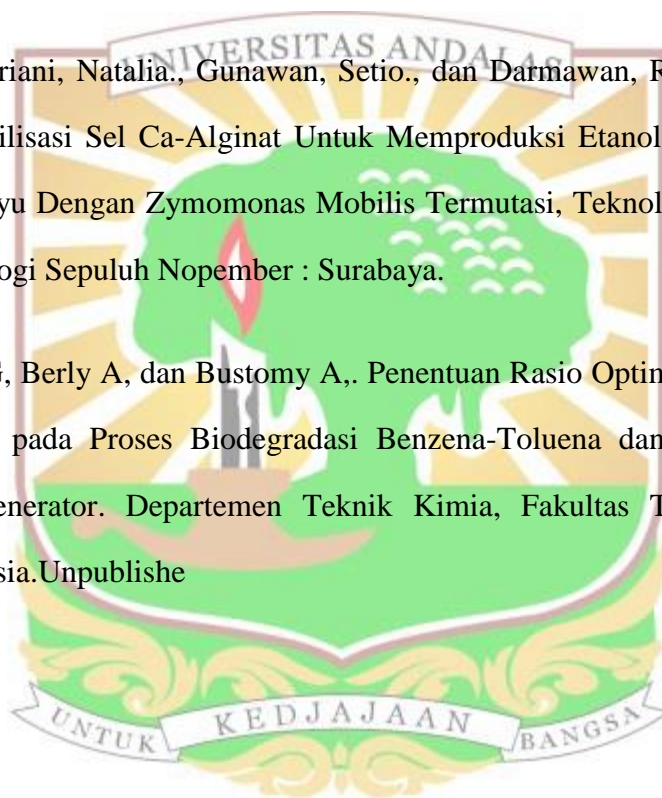 UNIVERSITAS ANDALAS
riani, Natalia., Gunawan, Setio., dan Darmawan, R
ilisasi Sel Ca-Alginat Untuk Memproduksi Etanol
yu Dengan Zymomonas Mobilis Termutasi, Teknol
ogi Sepuluh Nopember : Surabaya.
G, Berly A, dan Bustomy A,. Penentuan Rasio Optim
pada Proses Biodegradasi Benzena-Toluena dan
enerator. Departemen Teknik Kimia, Fakultas T
sia.Unpublishe
UNTUK KEDJAJAAN BANGSA